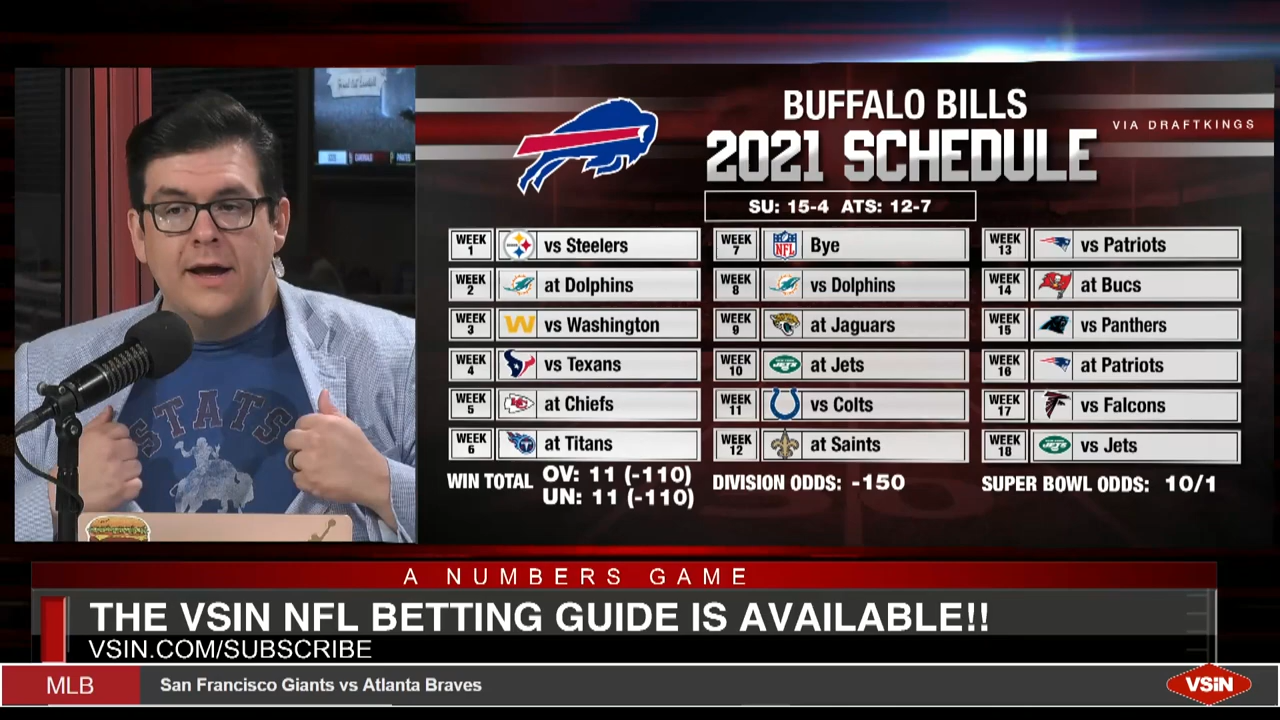 BUFFALO BILLS
2021 SCHEDULE
VIA DRAFTKINGS
SU: 15-4 ATS: 12-7
WEEK 1 vs Steelers
WEEK 2 at Dolphins
WEEK 3 vs Washington
WEEK 4 vs Texans
WEEK 5 at Chiefs
WEEK 6 at Titans
WEEK 7 NFL Bye
WEEK 8 vs Dolphins
WEEK 9 at Jaguars
WEEK 10 JETS at Jets
WEEK 11 vs Colts
WEEK 12 at Saints
WEEK 13 vs Patriots
WEEK 14 at Bucs
WEEK 15 vs Panthers
WEEK 16 at Patriots
WEEK 17 vs Falcons
WEEK 18 JETS vs Jets
WIN TOTAL OV: 11 (-110)
UN: 11 (-110)
DIVISION ODDS: -150
SUPER BOWL ODDS: 10/1
STATS
A NUMBERS GAME
THE VSIN NFL BETTING GUIDE IS AVAILABLE!!
VSIN.COM/SUBSCRIBE
MLB San Francisco Giants vs Atlanta Braves
VSiN